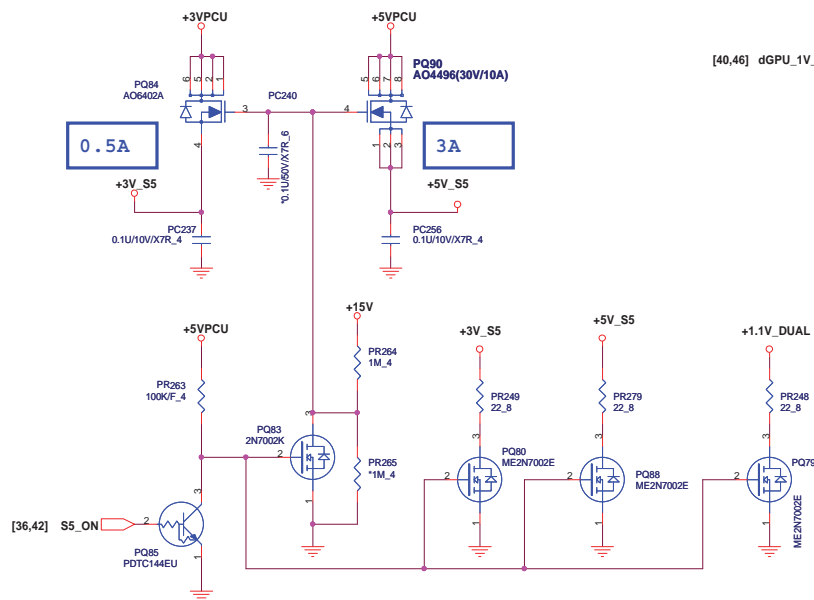 +3VPCU
+5VPCU
[40,46] dGPU_1V_
PQ84
AO6402A
6
5
2
1
3
4
PC240
*0.1U/50V/X7R_6
PQ90
AO4496(30V/10A)
5
6
7
8
4
1
2
3
0.5A
3A
+3V_S5
+5V_S5
PC237
0.1U/10V/X7R_4
PC256
0.1U/10V/X7R_4
+5VPCU
+15V
+3V_S5
+5V_S5
+1.1V_DUAL
PR263
100K/F_4
PR264
1M_4
PR249
22_8
PR279
22_8
PR248
22_8
PQ83
2N7002K
3
2
1
PR265
*1M_4
PQ80
ME2N7002E
3
2
1
PQ88
ME2N7002E
3
2
1
PQ79
ME2N7002E
3
2
1
[36,42] S5_ON
2
3
1
PQ85
PDTC144EU